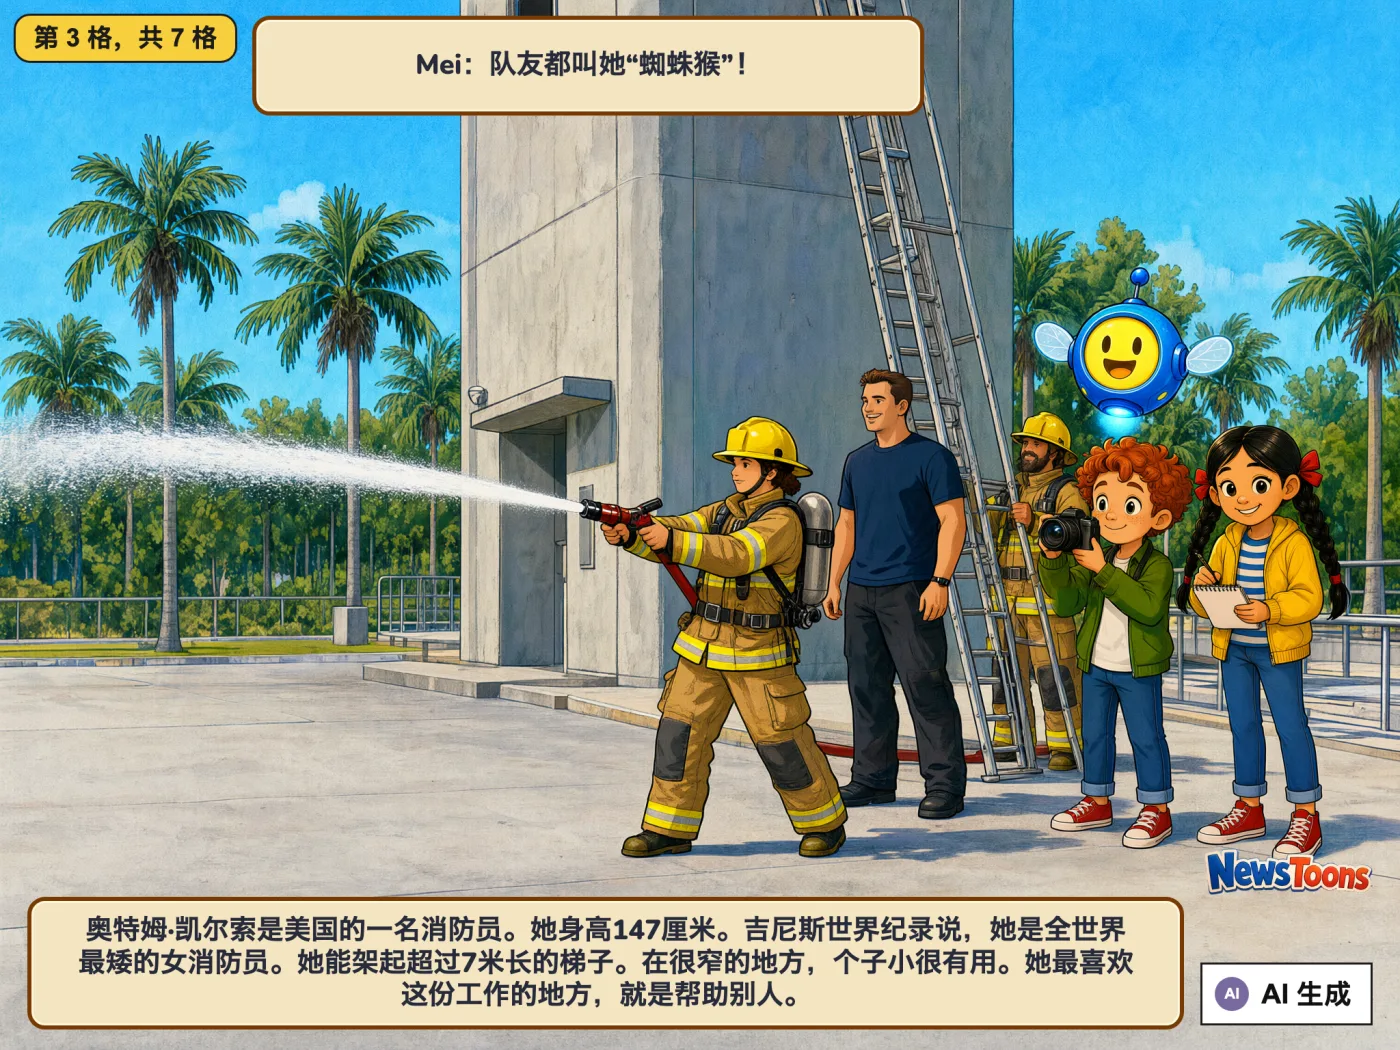 第 3 格，共 7 格
Mei：队友都叫她“蜘蛛猴”！
NewsToons
奥特姆·凯尔索是美国的一名消防员。她身高147厘米。吉尼斯世界纪录说，她是全世界
最矮的女消防员。她能架起超过7米长的梯子。在很窄的地方，个子小很有用。她最喜欢
这份工作的地方，就是帮助别人。
AI AI 生成